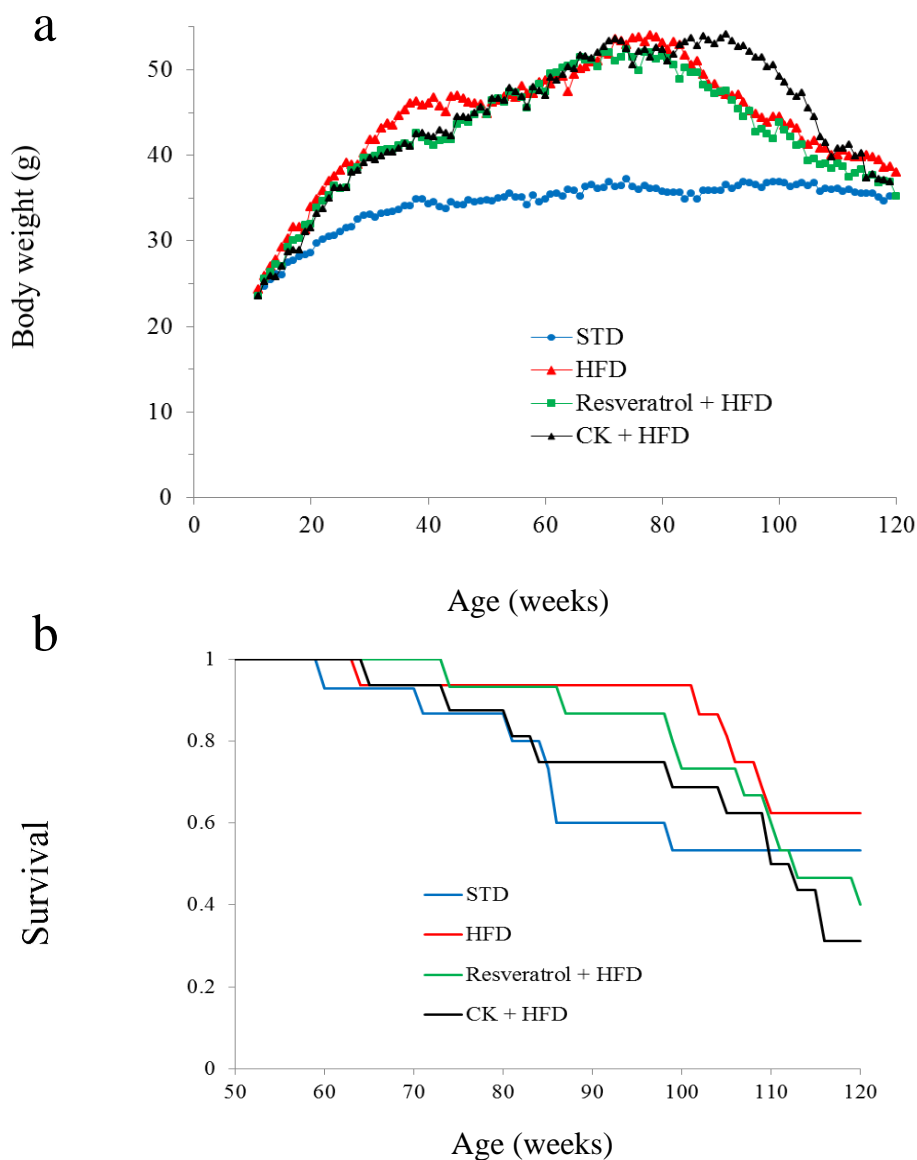 a
50
40
30
20
10
0
Body weight (g)
STD
HFD
Resveratrol + HFD
CK + HFD
0 20 40 60 80 100 120
Age (weeks)
b
1
0.8
0.6
0.4
0.2
0
Survival
STD
HFD
Resveratrol + HFD
CK + HFD
50 60 70 80 90 100 110 120
Age (weeks)